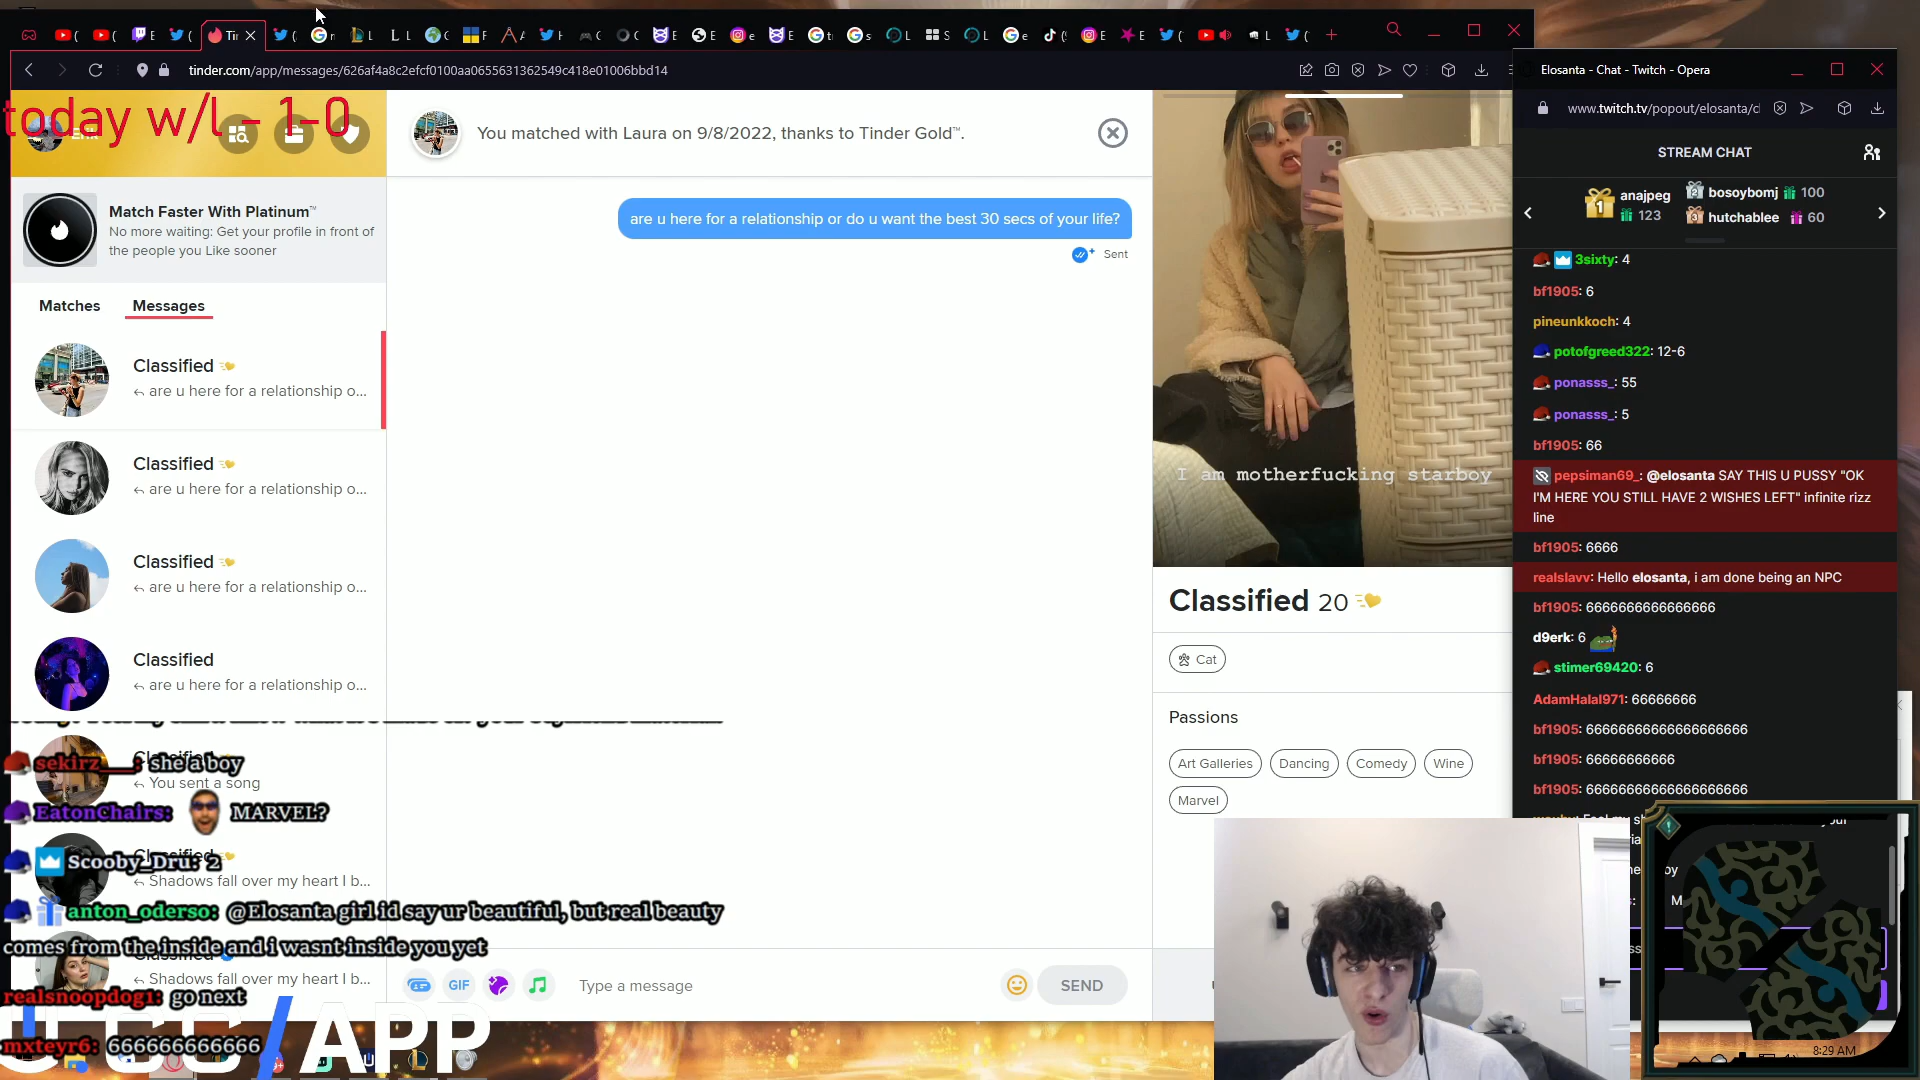 tinder.com/app/messages/626af4a8c2efcf0100aa0655631362549c418e01006bbd14
today w/l - 1-0
You matched with Laura on 9/8/2022, thanks to Tinder Gold™.
Match Faster With Platinum™
No more waiting: Get your profile in front of
the people you Like sooner
Matches
Messages
Classified
are u here for a relationship o...
Classified
are u here for a relationship o...
Classified
are u here for a relationship o...
Classified
are u here for a relationship o...
You sent a song
Shadows fall over my heart I b...
Shadows fall over my heart I b...
sekirz___: she a boy
EatonChairs: MARVEL?
Scooby_Dru: 2
anton_oderso: @Elosanta girl id say ur beautiful, but real beauty
comes from the inside and i wasnt inside you yet
realsnoopdog1: go next
mxteyr6: 666666666666
/APP
are u here for a relationship or do u want the best 30 secs of your life?
Sent
GIF
Type a message
SEND
I am motherfucking starboy
Classified 20
Cat
Passions
Art Galleries
Dancing
Comedy
Wine
Marvel
Elosanta - Chat - Twitch - Opera
www.twitch.tv/popout/elosanta/c
STREAM CHAT
1
anajpeg
123
2
bosoybomj 100
3
hutchablee 60
3sixty: 4
bf1905: 6
pineunkkoch: 4
potofgreed322: 12-6
ponasss_: 55
ponasss_: 5
bf1905: 66
pepsiman69_: @elosanta SAY THIS U PUSSY "OK
I'M HERE YOU STILL HAVE 2 WISHES LEFT" infinite rizz
line
bf1905: 6666
realslavv: Hello elosanta, i am done being an NPC
bf1905: 6666666666666666
d9erk: 6
stimer69420: 6
AdamHalal971: 66666666
bf1905: 66666666666666666666
bf1905: 66666666666
bf1905: 66666666666666666666
8:29 AM